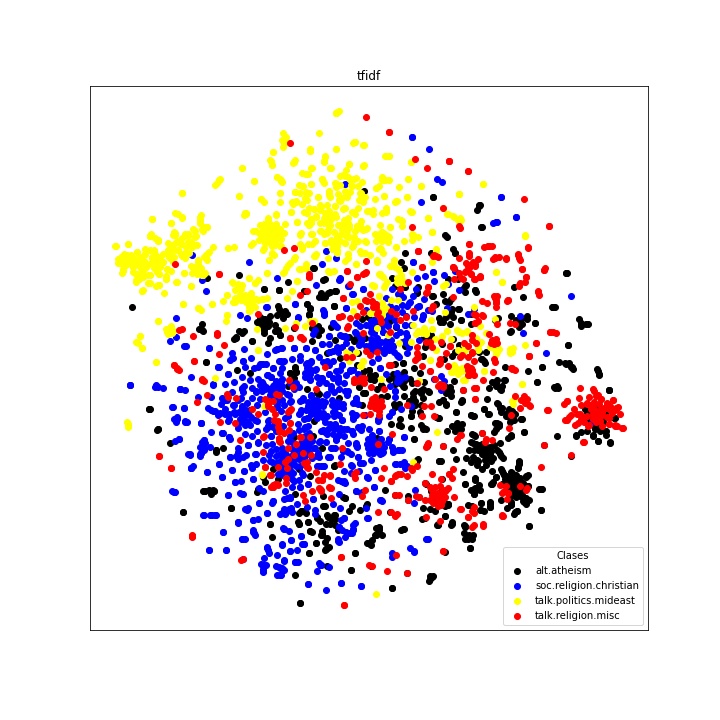 tfidf
Clases
alt.atheism
soc.religion.christian
talk.politics.mideast
talk.religion.misc